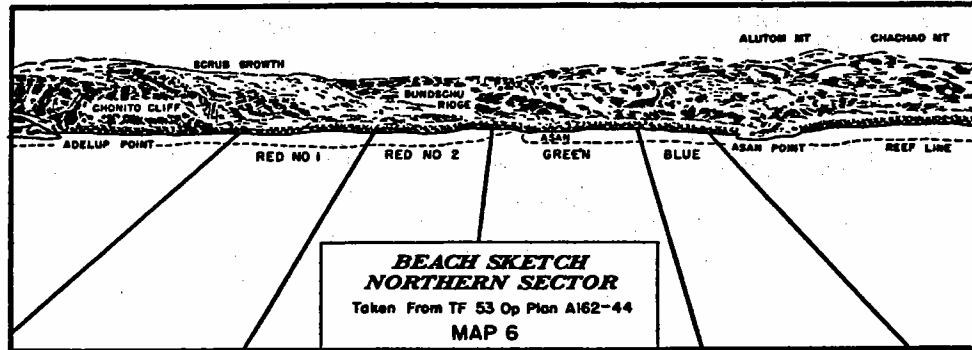 ALUTOM MT
CHACHAO MT
SCRUB GROWTH
CHONITO CLIFF
BUNDSCHU
RIDGE
ADELUP POINT
RED NO 1
RED NO 2
ASAN
GREEN
BLUE
ASAN POINT
REEF LINE
BEACH SKETCH
NORTHERN SECTOR
Taken From TF 53 Op Plan A162-44
MAP 6